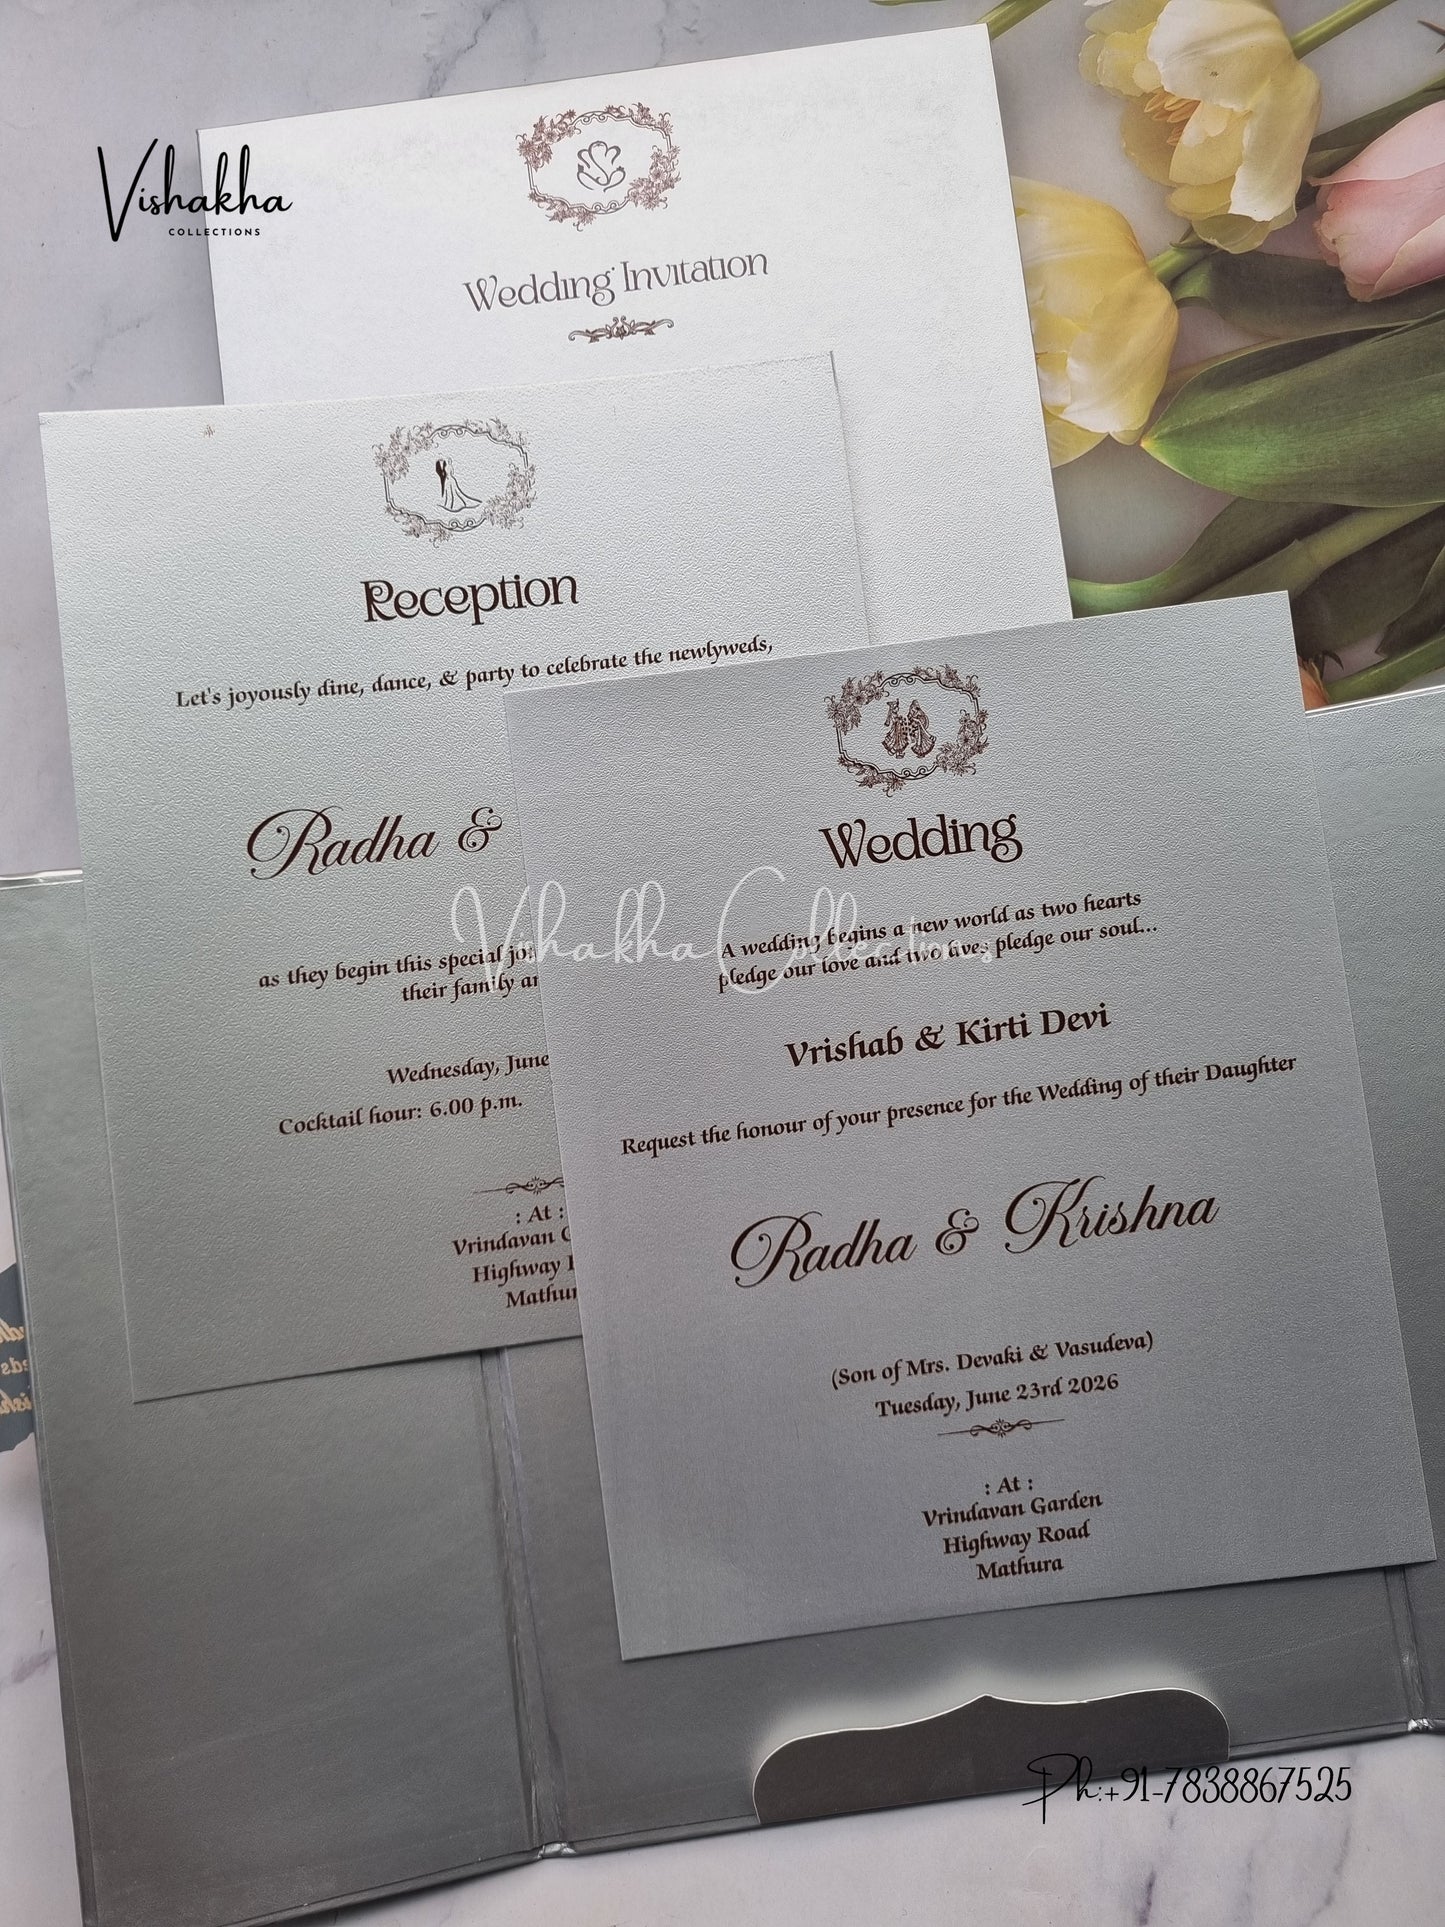 Vishakha
COLLECTIONS
Wedding Invitation
Reception
Let's joyously dine, dance, & party to celebrate the newlyweds,
Radha &
as they begin this special
their family
Wednesday, June
Cocktail hour: 6.00 p.m.
: At :
Vrindavan
Highway
Wedding
A wedding begins a new world as two hearts
pledge our love and two lives pledge our soul...
Vrishab & Kirti Devi
Request the honour of your presence for the Wedding of their Daughter
Radha & Krishna
(Son of Mrs. Devaki & Vasudeva)
Tuesday, June 23rd 2026
: At :
Vrindavan Garden
Highway Road
Mathura
Vishakha Collections
Ph:+91-7838867525